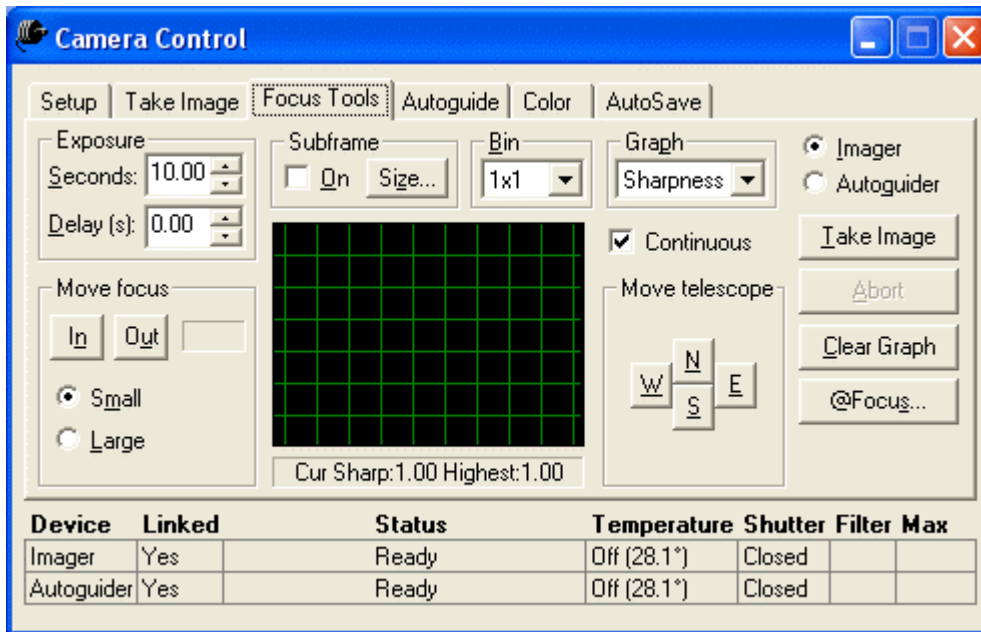 Camera Control
Setup Take Image Focus Tools Autoguide Color AutoSave
Exposure
Seconds: 10.00
Delay (s): 0.00
Subframe
On Size...
Bin
1x1
Graph
Sharpness
Imager
Autoguider
Continuous
Take Image
Abort
Clear Graph
@Focus...
Move focus
In Out
Small
Large
Cur Sharp:1.00 Highest:1.00
Move telescope
N
W E
S
Device Linked Status Temperature Shutter Filter Max
Imager Yes Ready Off (28.1°) Closed
Autoguider Yes Ready Off (28.1°) Closed